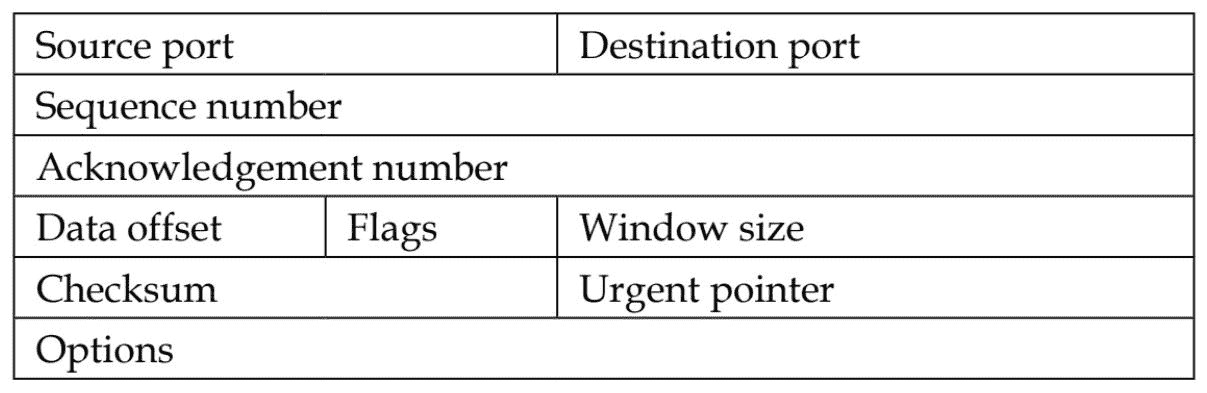 Source port Destination port
Sequence number
Acknowledgement number
Data offset Flags Window size
Checksum Urgent pointer
Options